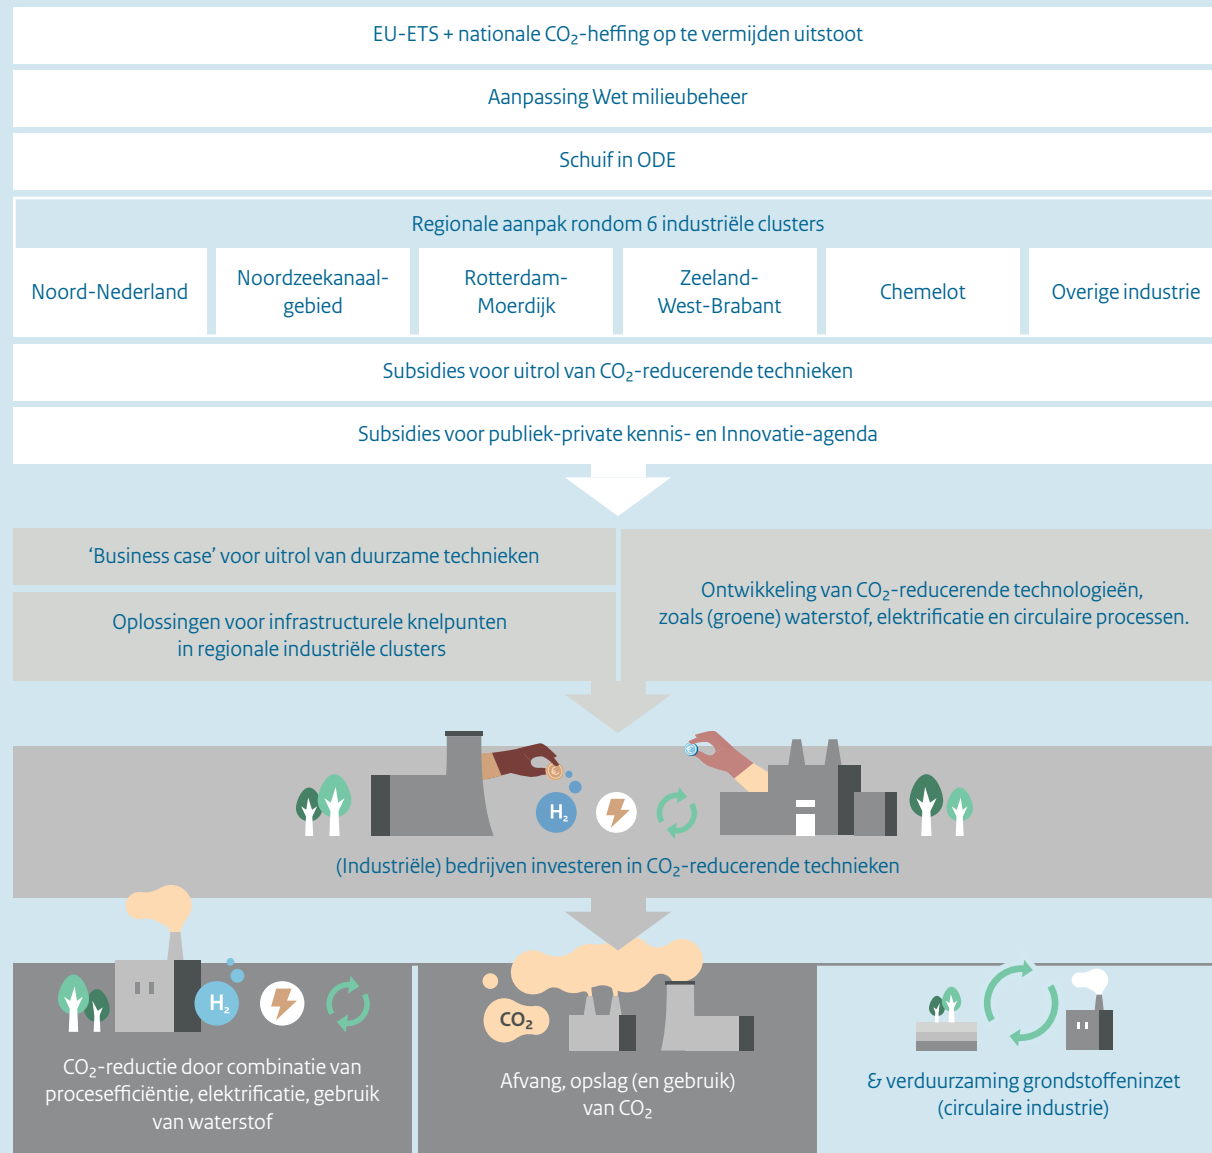 EU-ETS + nationale CO₂-heffing op te vermijden uitstoot
Aanpassing Wet milieubeheer
Schuif in ODE
Regionale aanpak rondom 6 industriële clusters
Noord-Nederland
Noordzeekanaal-
gebied
Rotterdam-
Moerdijk
Zeeland-
West-Brabant
Chemelot
Overige industrie
Subsidies voor uitrol van CO₂-reducerende technieken
Subsidies voor publiek-private kennis- en Innovatie-agenda
‘Business case’ voor uitrol van duurzame technieken
Oplossingen voor infrastructurele knelpunten
in regionale industriële clusters
Ontwikkeling van CO₂-reducerende technologieën,
zoals (groene) waterstof, elektrificatie en circulaire processen.
H₂
(Industriële) bedrijven investeren in CO₂-reducerende technieken
H₂
CO₂-reductie door combinatie van
procesefficiëntie, elektrificatie, gebruik
van waterstof
CO₂
Afvang, opslag (en gebruik)
van CO₂
& verduurzaming grondstoffeninzet
(circulaire industrie)